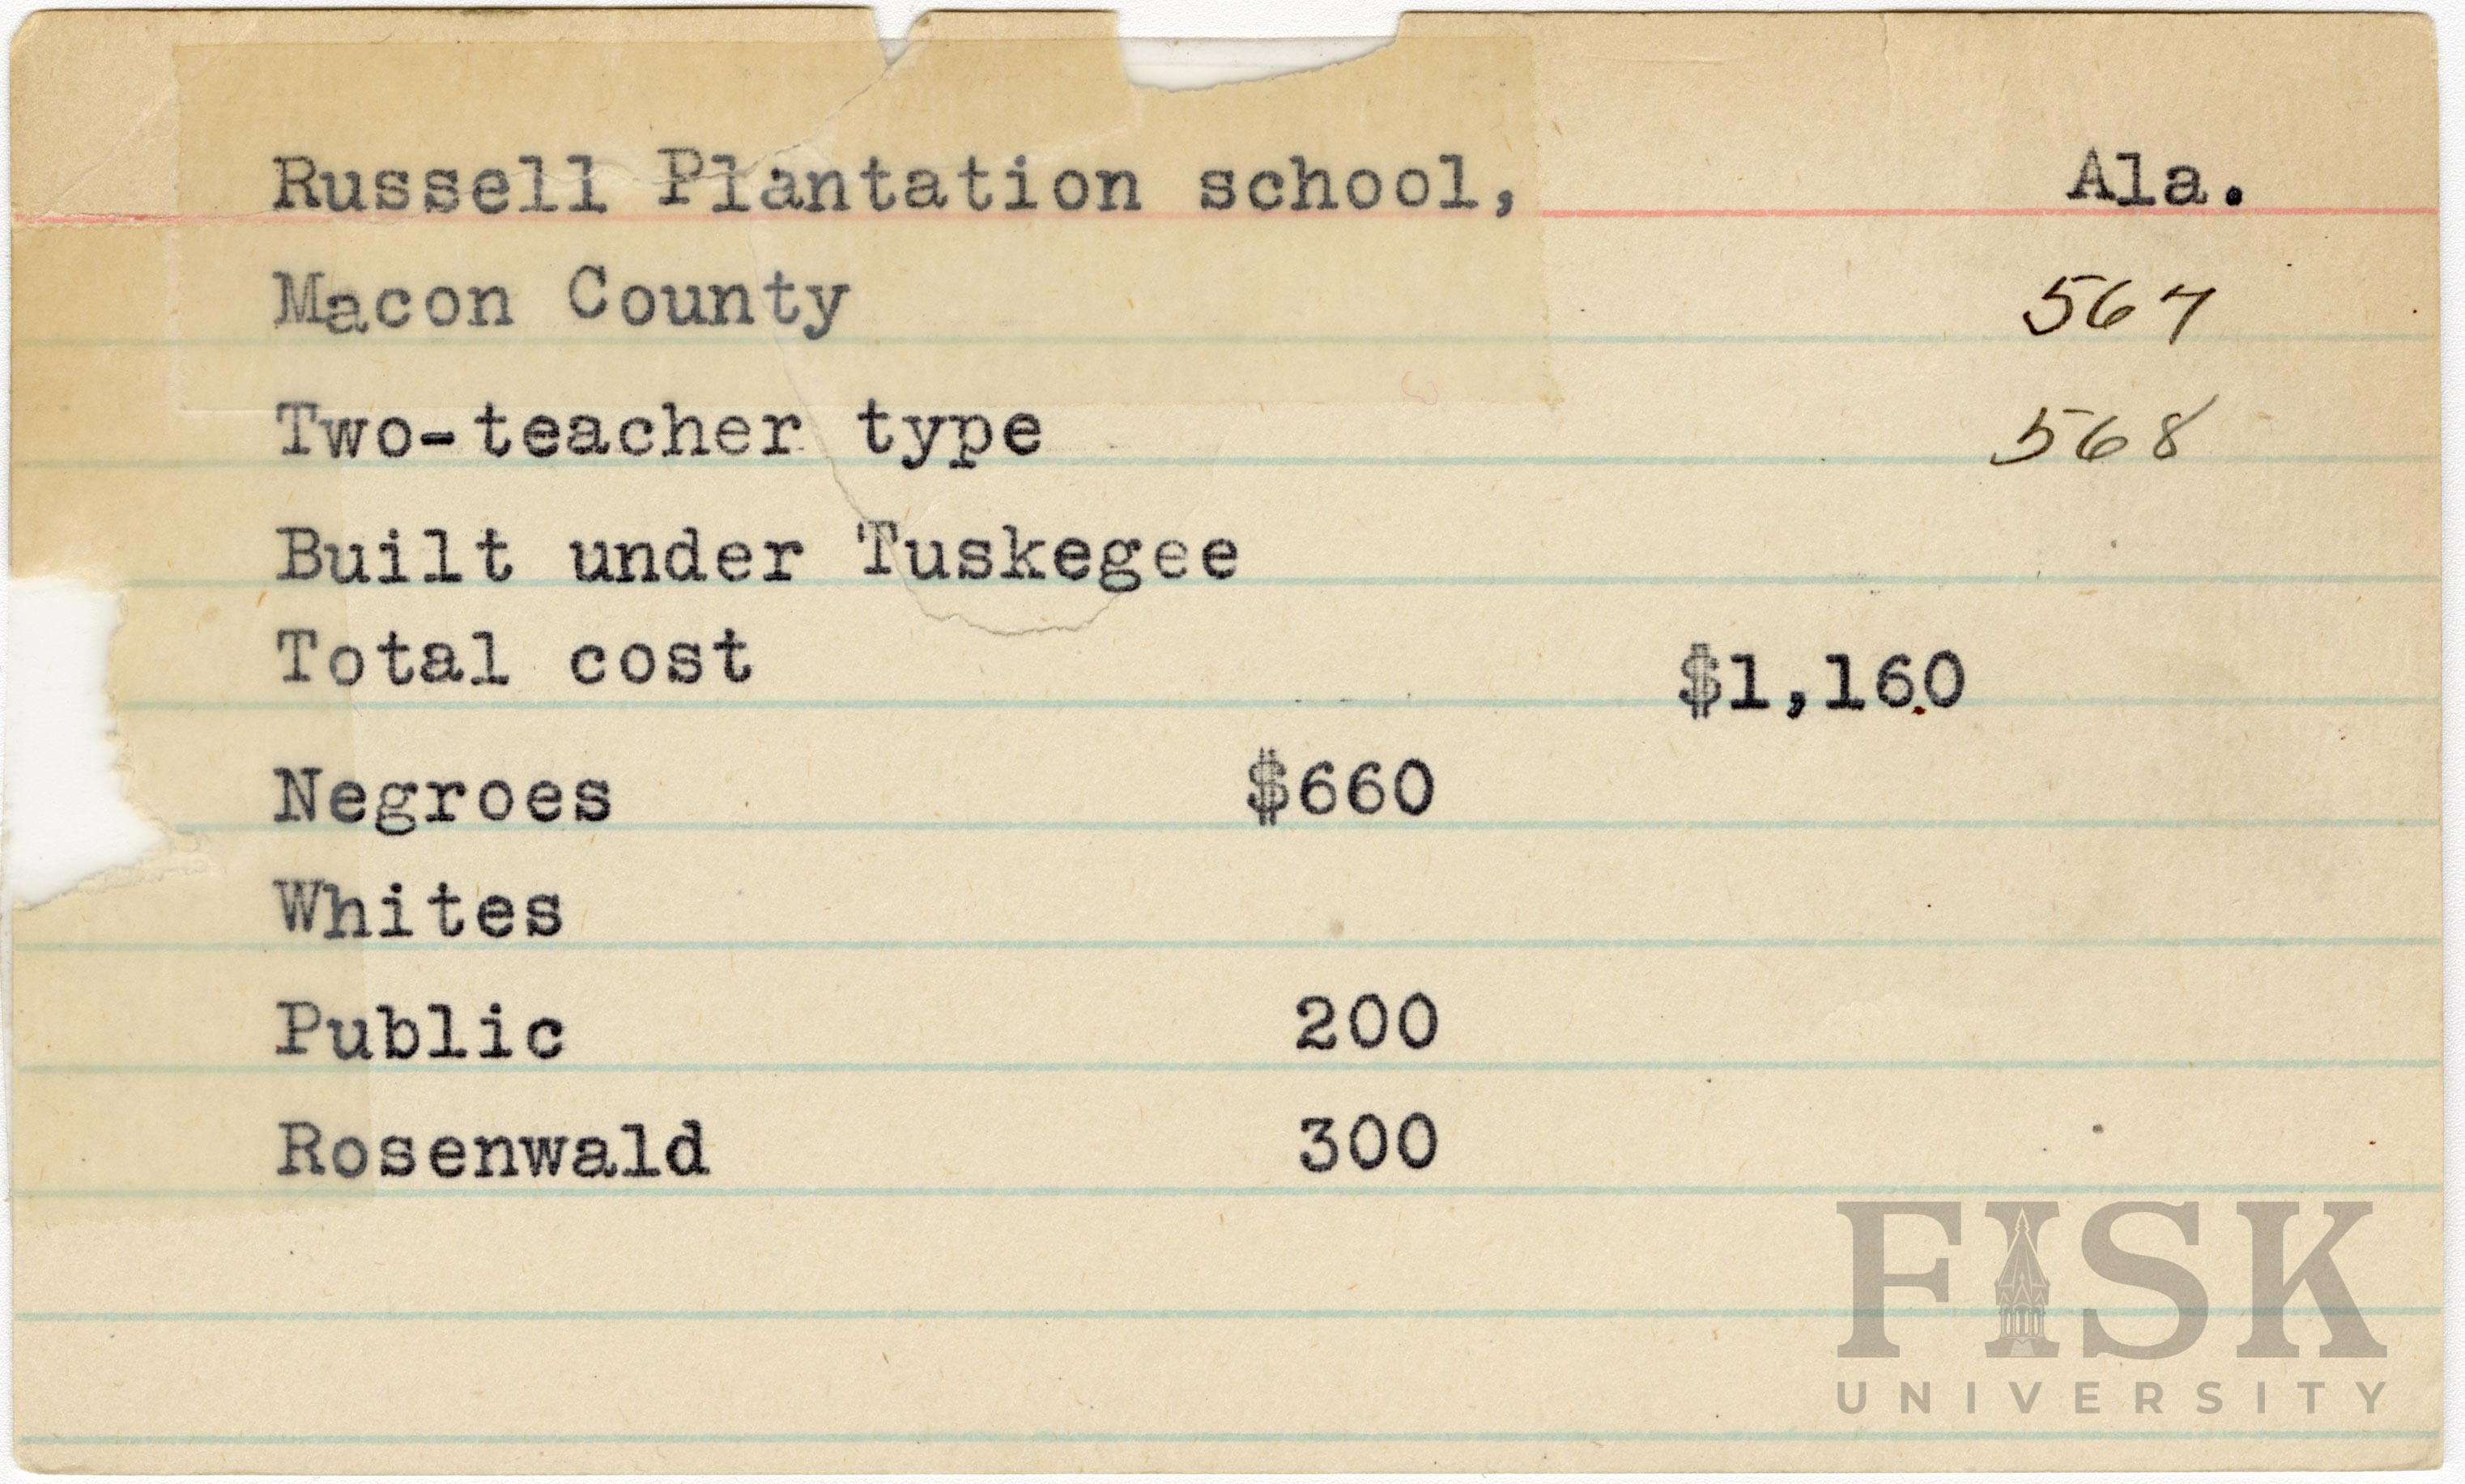 Russell Plantation school, Ala.
Macon County 567
Two-teacher type 568
Built under Tuskegee
Total cost $1,160
Negroes $660
Whites
Public 200
Rosenwald 300
FISK
UNIVERSITY